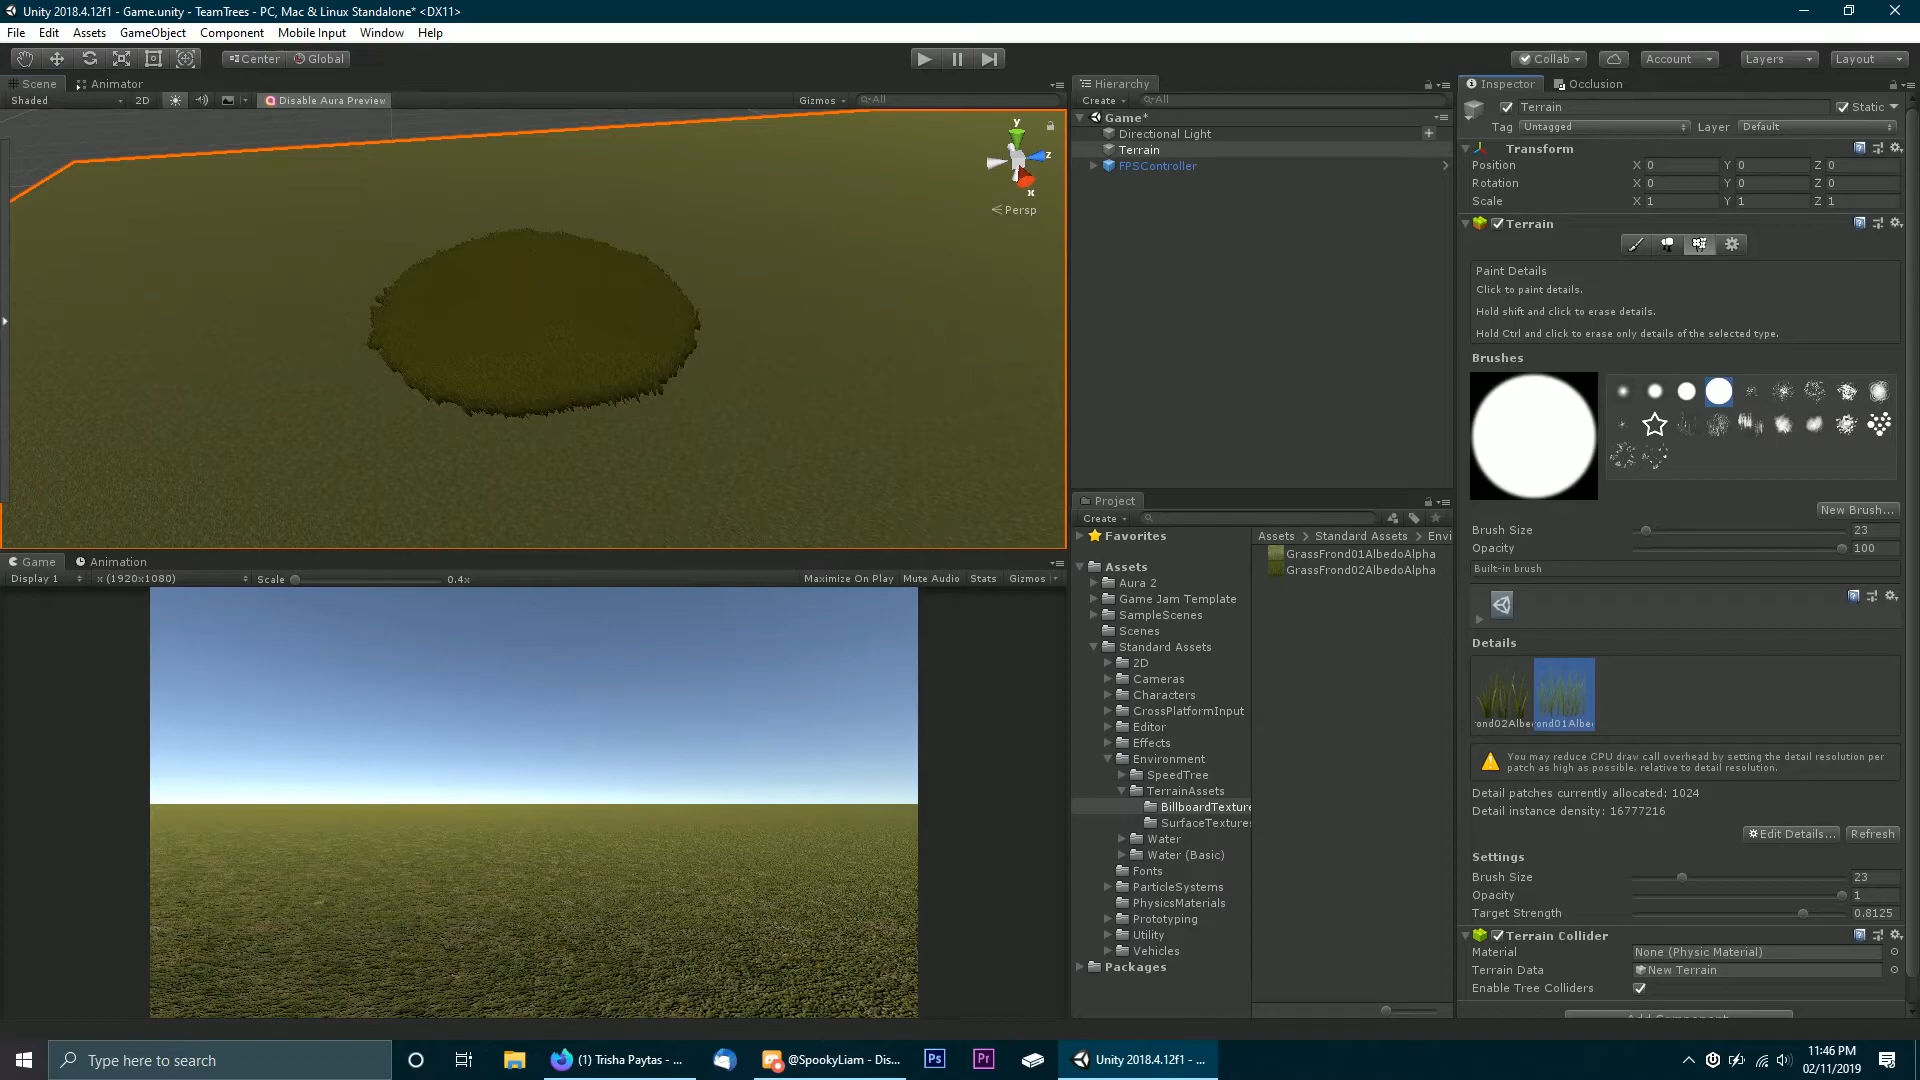 Unity 2018.4.12f1 - Game.unity - TeamTrees - PC, Mac & Linux Standalone* <DX11>
File Edit Assets GameObject Component Mobile Input Window Help
Center Global
Collab Account Layers Layout
Scene Animator
Shaded 2D Disable Aura Preview Gizmos All
y
z
x
Persp
Game Animation
Display 1 x (1920x1080) Scale 0.4x Maximize On Play Mute Audio Stats Gizmos
Hierarchy
Create All
Game*
Directional Light
Terrain
FPSController
Project
Create
Favorites
Assets
Aura 2
Game Jam Template
SampleScenes
Scenes
Standard Assets
2D
Cameras
Characters
CrossPlatformInput
Editor
Effects
Environment
SpeedTree
TerrainAssets
BillboardTexture
SurfaceTextures
Water
Water (Basic)
Fonts
ParticleSystems
PhysicsMaterials
Prototyping
Utility
Vehicles
Packages
Assets > Standard Assets > Envi
GrassFrond01AlbedoAlpha
GrassFrond02AlbedoAlpha
Inspector Occlusion
Terrain Static
Tag Untagged Layer Default
Transform
Position X 0 Y 0 Z 0
Rotation X 0 Y 0 Z 0
Scale X 1 Y 1 Z 1
Terrain
Paint Details
Click to paint details.
Hold shift and click to erase details.
Hold Ctrl and click to erase only details of the selected type.
Brushes
New Brush...
Brush Size 23
Opacity 100
Built-in brush
Details
ond02Albe ond01Albe
You may reduce CPU draw call overhead by setting the detail resolution per
patch as high as possible, relative to detail resolution.
Detail patches currently allocated: 1024
Detail instance density: 16777216
Edit Details... Refresh
Settings
Brush Size 23
Opacity 1
Target Strength 0.8125
Terrain Collider
Material None (Physic Material)
Terrain Data New Terrain
Enable Tree Colliders
Add Component
Type here to search
(1) Trisha Paytas - ...
@SpookyLiam - Dis...
Ps
Pr
Unity 2018.4.12f1 - ...
11:46 PM
02/11/2019